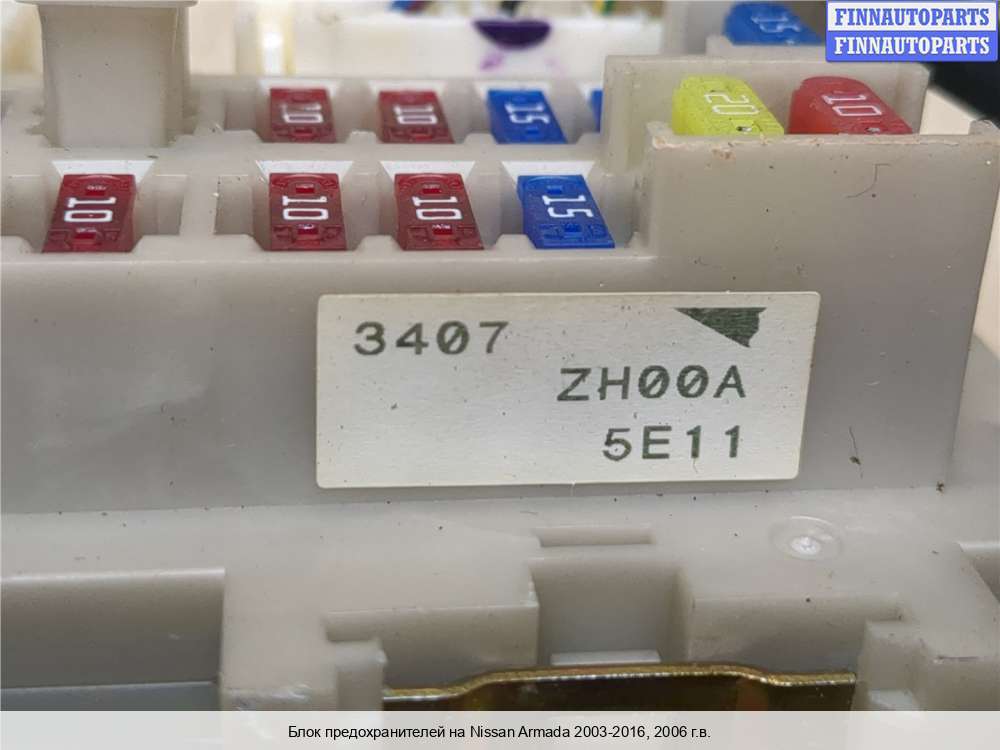 FINNAUTOPARTS
FINNAUTOPARTS
15
10 10 15
20 10
10 10 10 15
3407
ZH00A
5E11
Блок предохранителей на Nissan Armada 2003-2016, 2006 г.в.